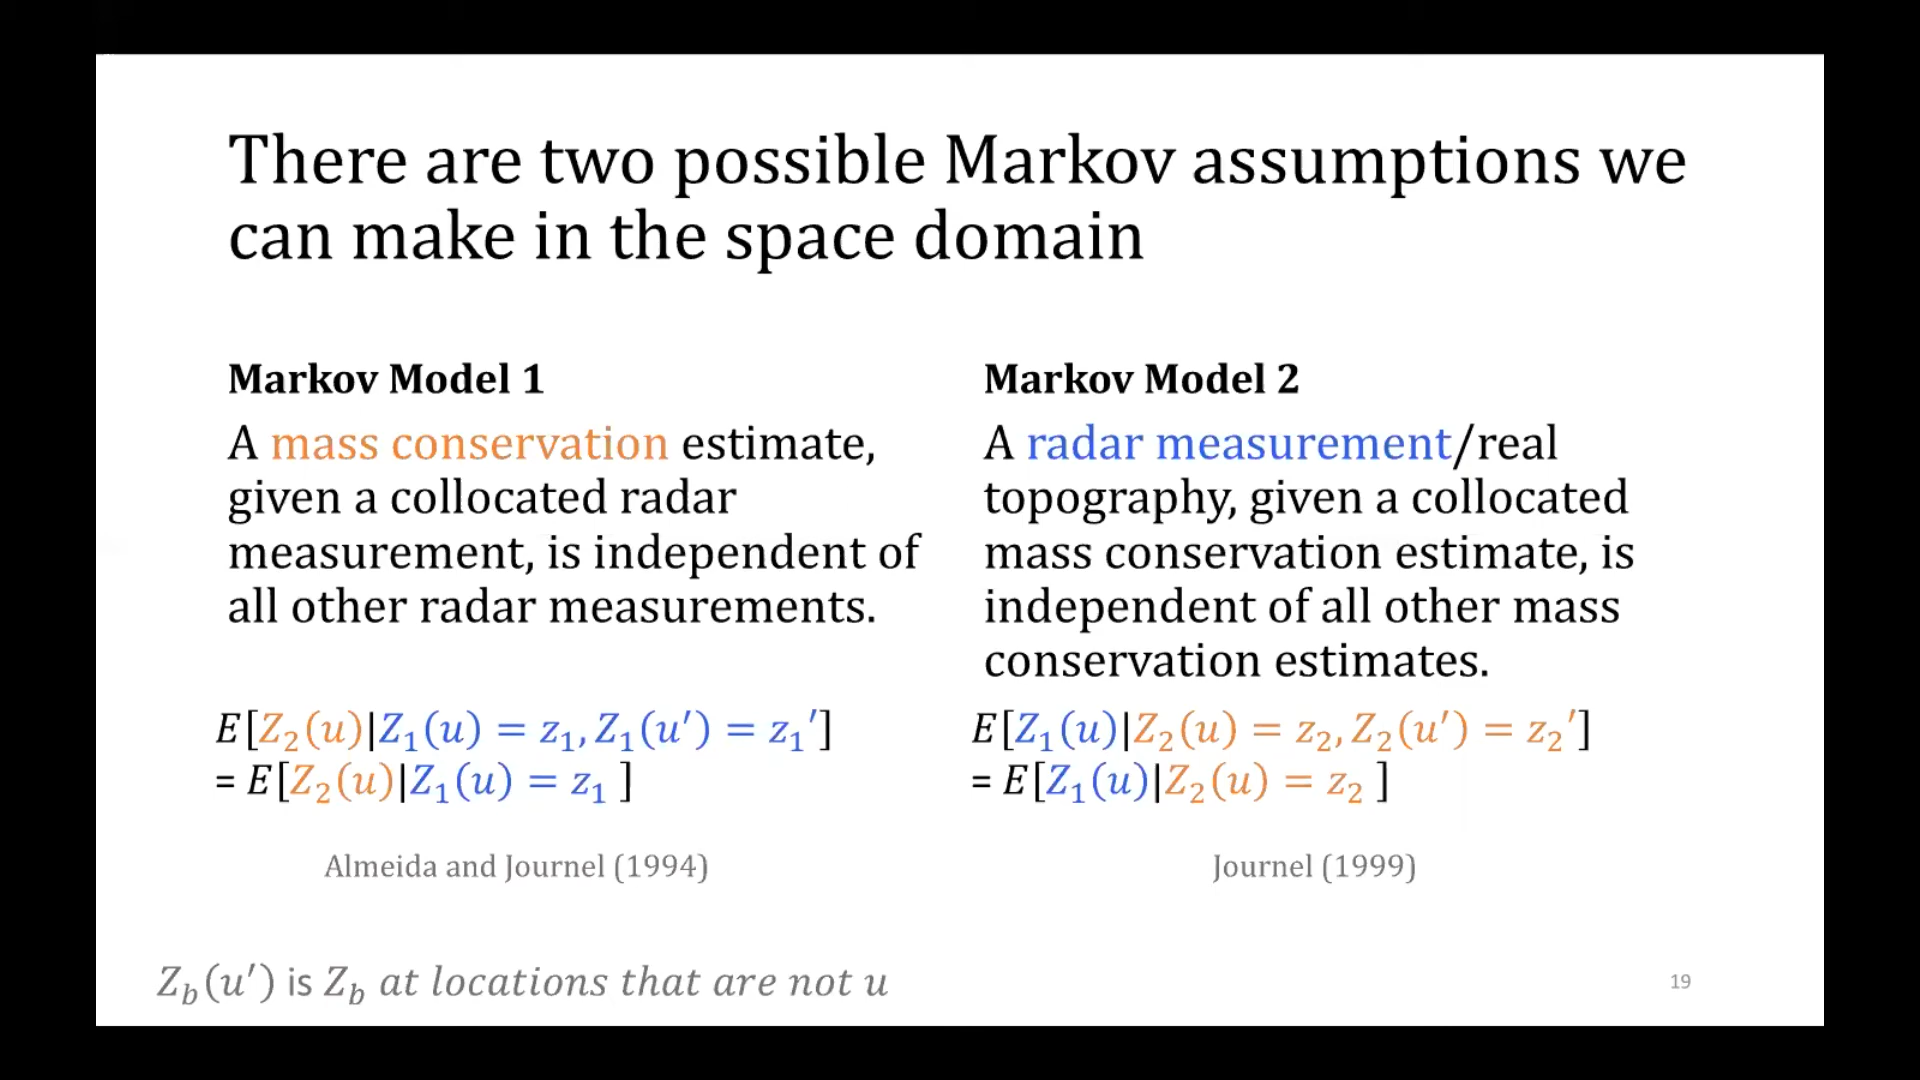 There are two possible Markov assumptions we
can make in the space domain
Markov Model 1
A mass conservation estimate,
given a collocated radar
measurement, is independent of
all other radar measurements.
E[Z₂(u)|Z₁(u) = z₁, Z₁(u′) = z₁′]
= E[Z₂(u)|Z₁(u) = z₁ ]
Almeida and Journel (1994)
Markov Model 2
A radar measurement/real
topography, given a collocated
mass conservation estimate, is
independent of all other mass
conservation estimates.
E[Z₁(u)|Z₂(u) = z₂, Z₂(u′) = z₂′]
= E[Z₁(u)|Z₂(u) = z₂ ]
Journel (1999)
Z_b(u′) is Z_b at locations that are not u
19